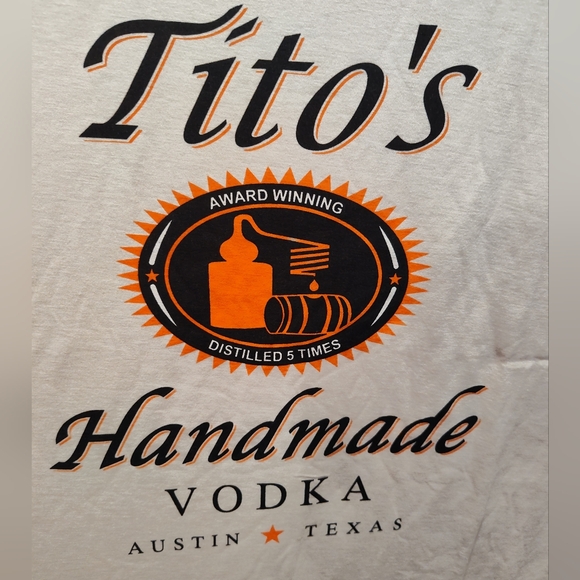 Tito's
AWARD WINNING
DISTILLED 5 TIMES
Handmade
VODKA
AUSTIN ★ TEXAS